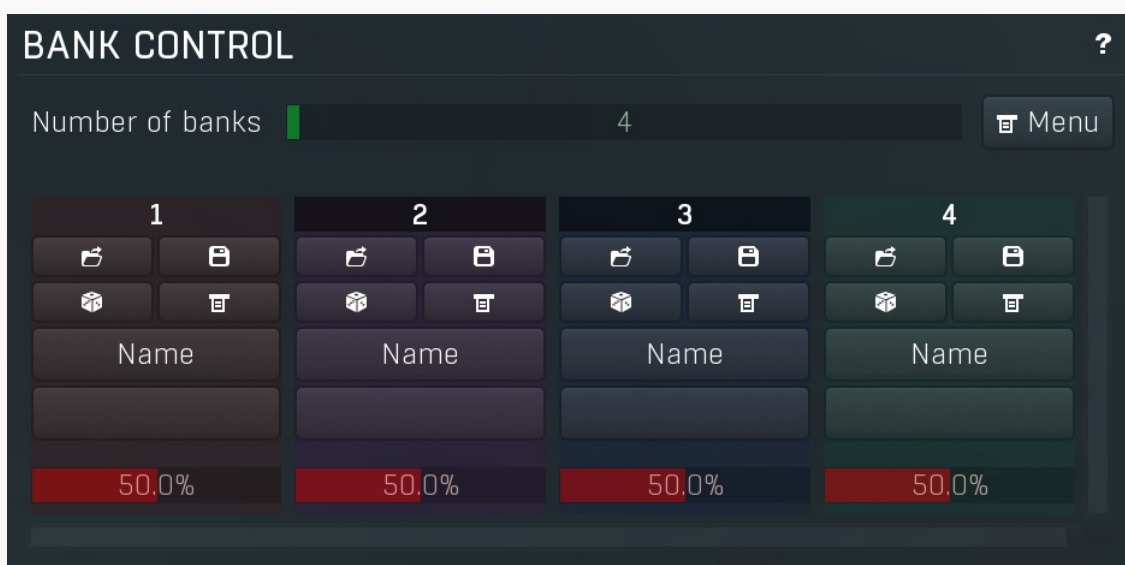 BANK CONTROL ?
Number of banks 4 Menu
1 2 3 4
Name Name Name Name
50.0% 50.0% 50.0% 50.0%